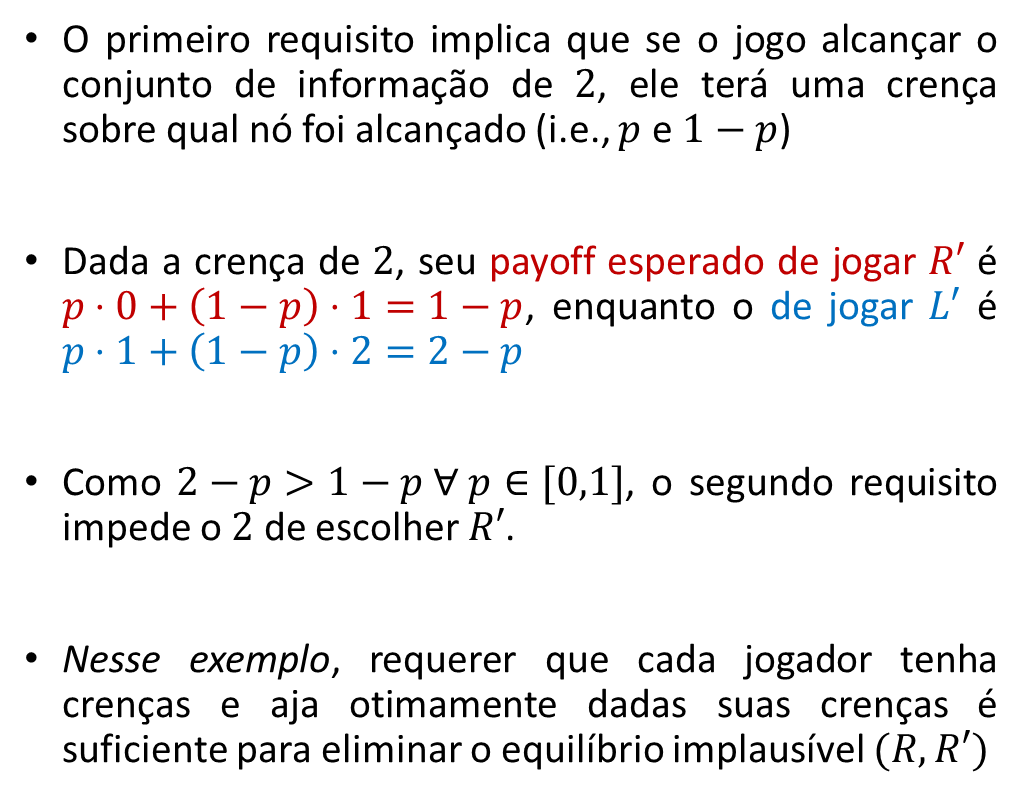 • O primeiro requisito implica que se o jogo alcançar o
conjunto de informação de 2, ele terá uma crença
sobre qual nó foi alcançado (i.e., 𝑝 e 1 − 𝑝)
• Dada a crença de 2, seu payoff esperado de jogar 𝑅′ é
𝑝 · 0 + (1 − 𝑝) · 1 = 1 − 𝑝, enquanto o de jogar 𝐿′ é
𝑝 · 1 + (1 − 𝑝) · 2 = 2 − 𝑝
• Como 2 − 𝑝 > 1 − 𝑝 ∀ 𝑝 ∈ [0,1], o segundo requisito
impede o 2 de escolher 𝑅′.
• Nesse exemplo, requerer que cada jogador tenha
crenças e aja otimamente dadas suas crenças é
suficiente para eliminar o equilíbrio implausível (𝑅, 𝑅′)